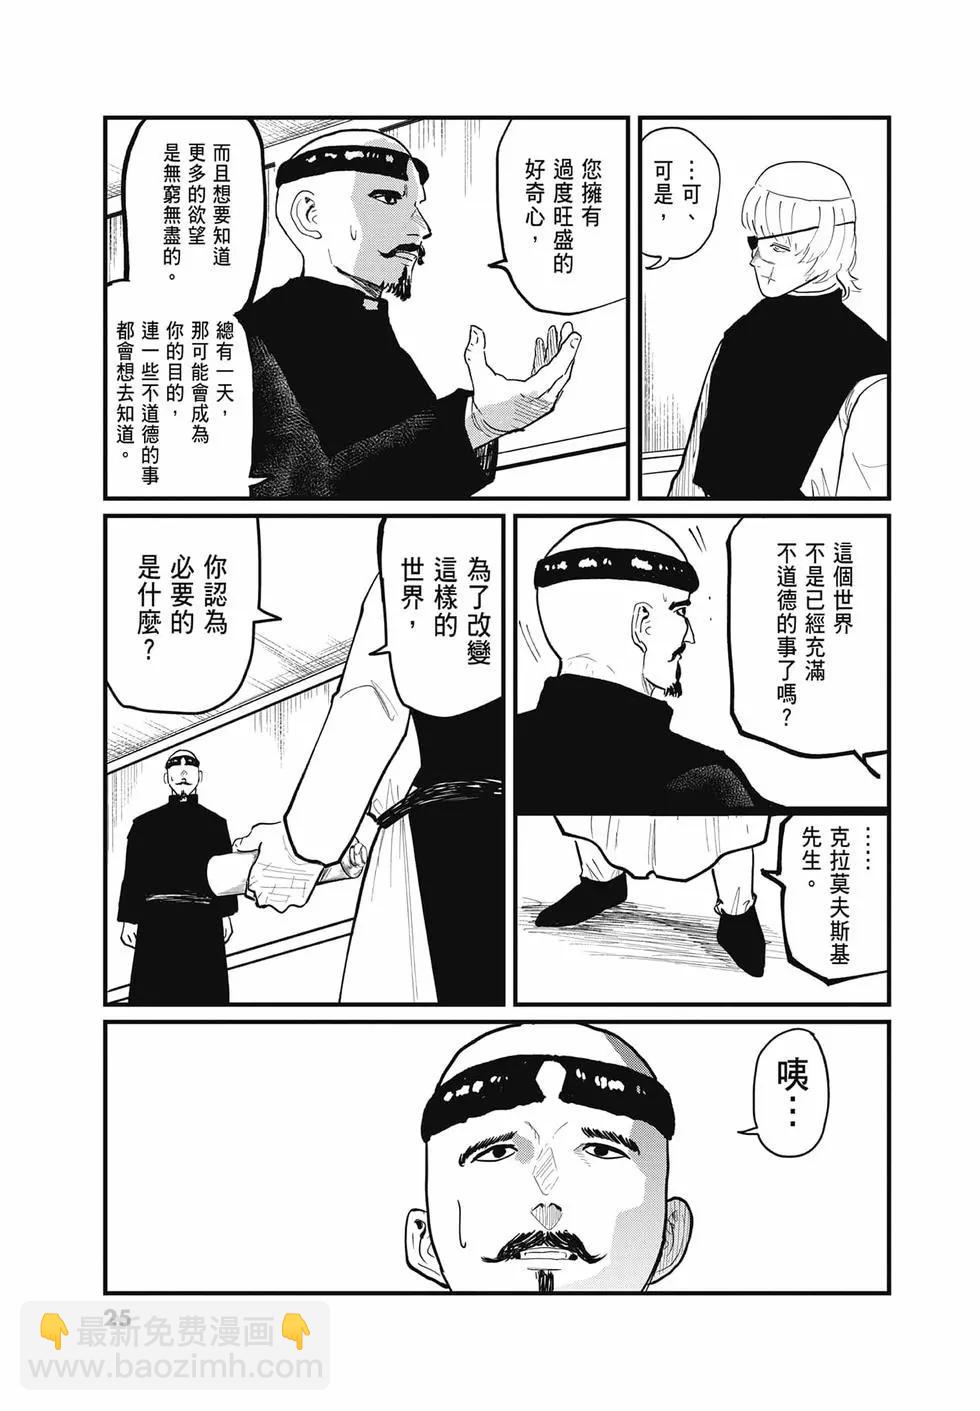 …可、
可是，
您擁有
過度旺盛的
好奇心，
而且想要知道
更多的欲望
是無窮無盡的。
總有一天，
那可能會成為
你的目的，
連一些不道德的事
都會想去知道。
這個世界
不是已經充滿
不道德的事了嗎？
……
克拉莫夫斯基
先生。
為了改變
這樣的
世界，
你認為
必要的
是什麼？
咦…
25
最新免費漫畫
www.baozimh.com